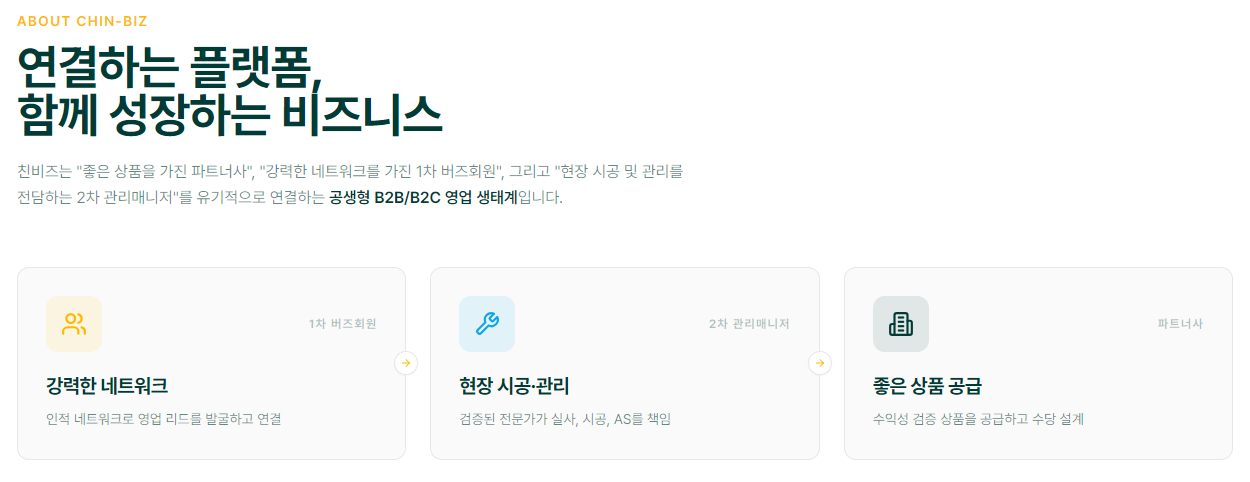 ABOUT CHIN-BIZ
연결하는 플랫폼,
함께 성장하는 비즈니스
친비즈는 "좋은 상품을 가진 파트너사", "강력한 네트워크를 가진 1차 버즈회원", 그리고 "현장 시공 및 관리를
전담하는 2차 관리매니저"를 유기적으로 연결하는 공생형 B2B/B2C 영업 생태계입니다.
1차 버즈회원
강력한 네트워크
인적 네트워크로 영업 리드를 발굴하고 연결
2차 관리매니저
현장 시공·관리
검증된 전문가가 실사, 시공, AS를 책임
파트너사
좋은 상품 공급
수익성 검증 상품을 공급하고 수당 설계